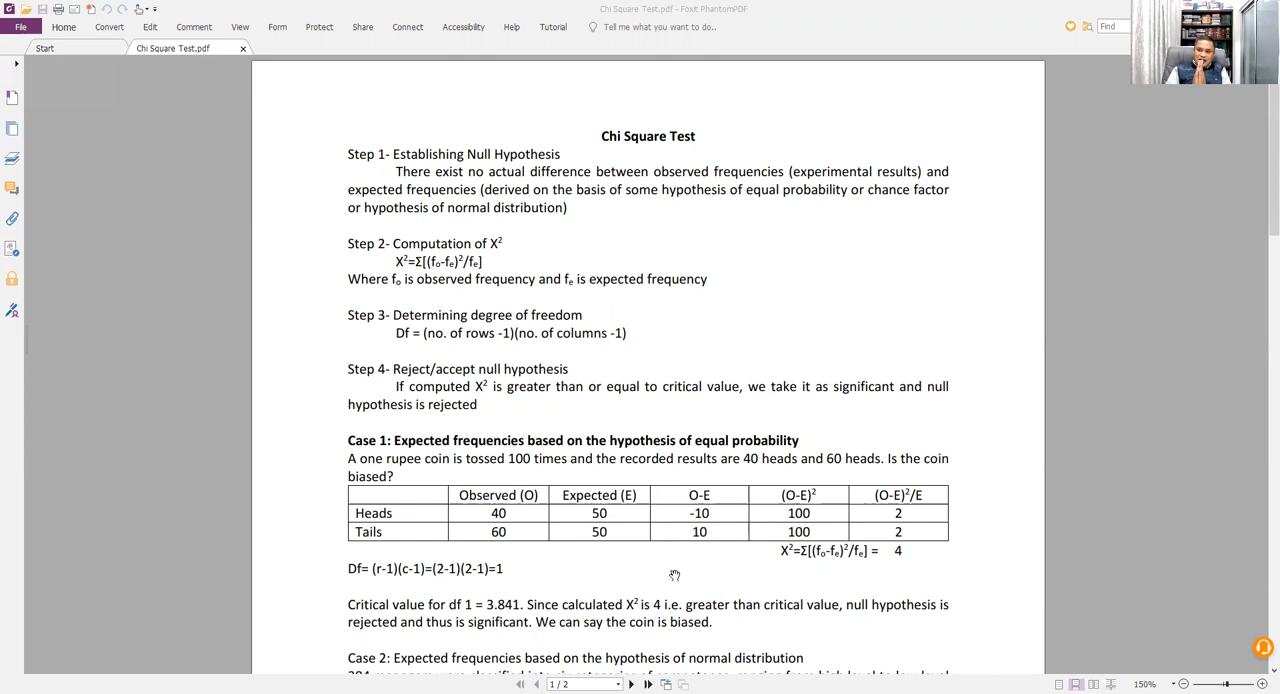 Chi Square Test.pdf - Foxit PhantomPDF
File Home Convert Edit Comment View Form Protect Share Connect Accessibility Help Tutorial Tell me what you want to do.. Find
Start Chi Square Test.pdf
Chi Square Test
Step 1- Establishing Null Hypothesis
There exist no actual difference between observed frequencies (experimental results) and
expected frequencies (derived on the basis of some hypothesis of equal probability or chance factor
or hypothesis of normal distribution)
Step 2- Computation of X²
X²=Σ[(fₒ-fₑ)²/fₑ]
Where fₒ is observed frequency and fₑ is expected frequency
Step 3- Determining degree of freedom
Df = (no. of rows -1)(no. of columns -1)
Step 4- Reject/accept null hypothesis
If computed X² is greater than or equal to critical value, we take it as significant and null
hypothesis is rejected
Case 1: Expected frequencies based on the hypothesis of equal probability
A one rupee coin is tossed 100 times and the recorded results are 40 heads and 60 heads. Is the coin
biased?
Observed (O) Expected (E) O-E (O-E)² (O-E)²/E
Heads 40 50 -10 100 2
Tails 60 50 10 100 2
X²=Σ[(fₒ-fₑ)²/fₑ] = 4
Df= (r-1)(c-1)=(2-1)(2-1)=1
Critical value for df 1 = 3.841. Since calculated X² is 4 i.e. greater than critical value, null hypothesis is
rejected and thus is significant. We can say the coin is biased.
Case 2: Expected frequencies based on the hypothesis of normal distribution
1 / 2 150%